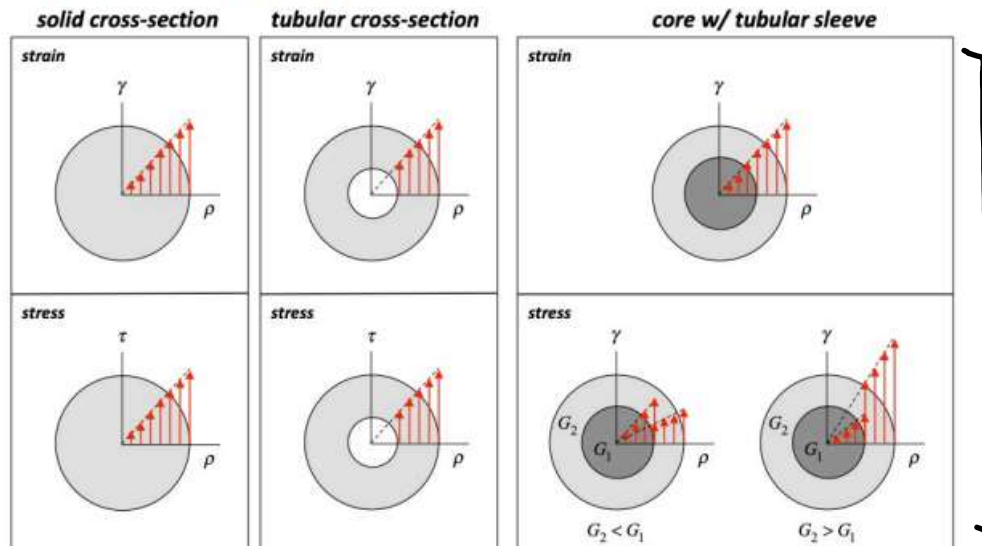 solid cross-section
tubular cross-section
core w/ tubular sleeve
strain
γ
ρ
strain
γ
ρ
strain
γ
ρ
stress
τ
ρ
stress
τ
ρ
stress
γ
G₂
G₁
ρ
G₂ < G₁
γ
G₂
G₁
ρ
G₂ > G₁